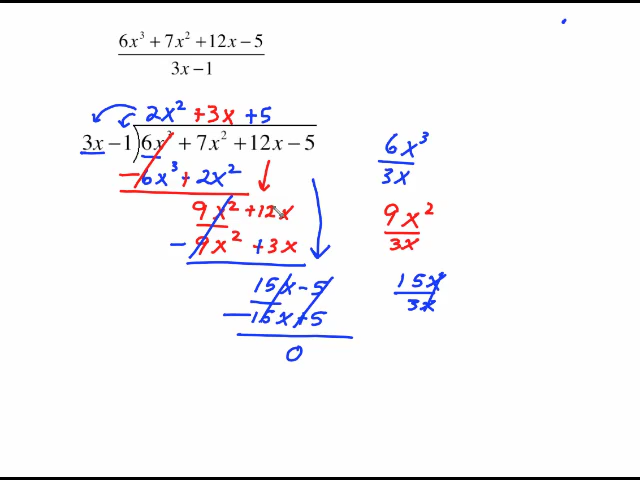 6x³ + 7x² + 12x − 5
3x − 1
2x² + 3x + 5
3x − 1 ) 6x³ + 7x² + 12x − 5
− 6x³ + 2x²
9x² + 12x
− 9x² + 3x
15x − 5
− 15x + 5
0
6x³
3x
9x²
3x
15x
3x